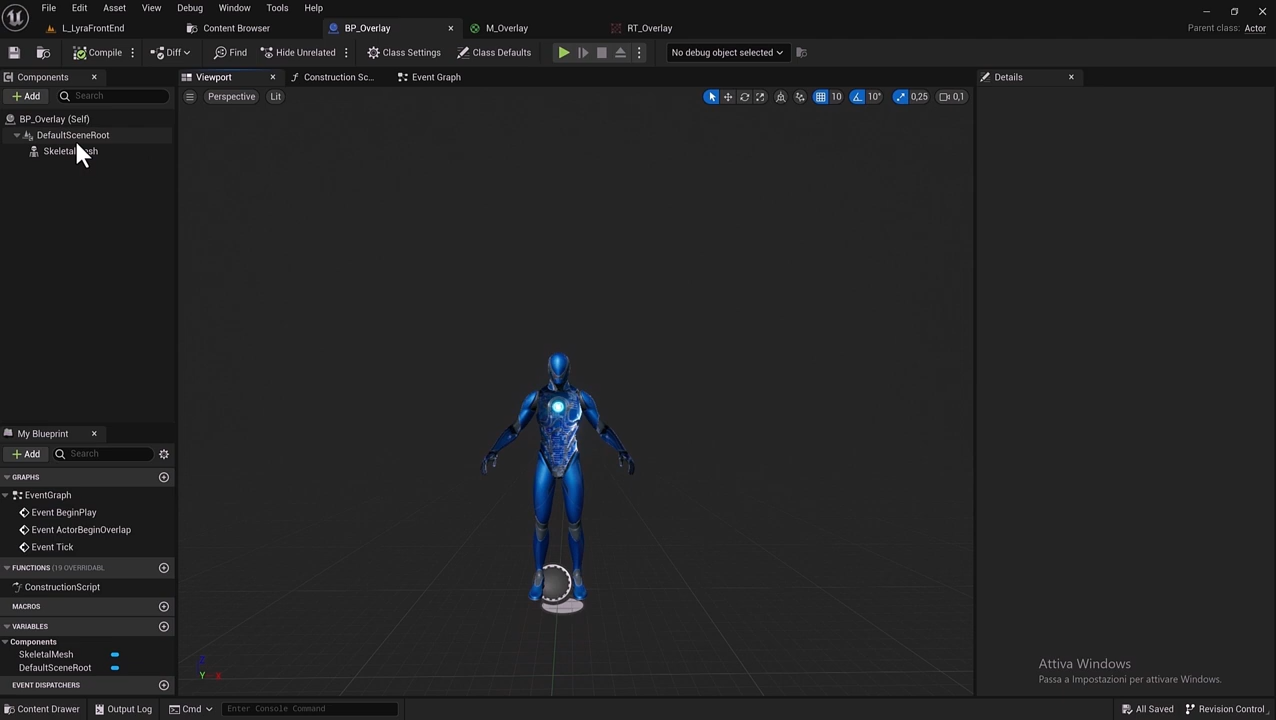 File Edit Asset View Debug Window Tools Help
L_LyraFrontEnd Content Browser BP_Overlay M_Overlay RT_Overlay Parent class: Actor
Compile Diff Find Hide Unrelated Class Settings Class Defaults No debug object selected
Components Viewport Construction Sc... Event Graph Details
+ Add Search Perspective Lit 10 10° 0,25 0,1
BP_Overlay (Self)
DefaultSceneRoot
SkeletalMesh
My Blueprint
+ Add Search
GRAPHS
EventGraph
Event BeginPlay
Event ActorBeginOverlap
Event Tick
FUNCTIONS (19 OVERRIDABL
ConstructionScript
MACROS
VARIABLES
Components
SkeletalMesh
DefaultSceneRoot
EVENT DISPATCHERS
Z
Y X
Attiva Windows
Passa a Impostazioni per attivare Windows.
Content Drawer Output Log Cmd Enter Console Command All Saved Revision Control